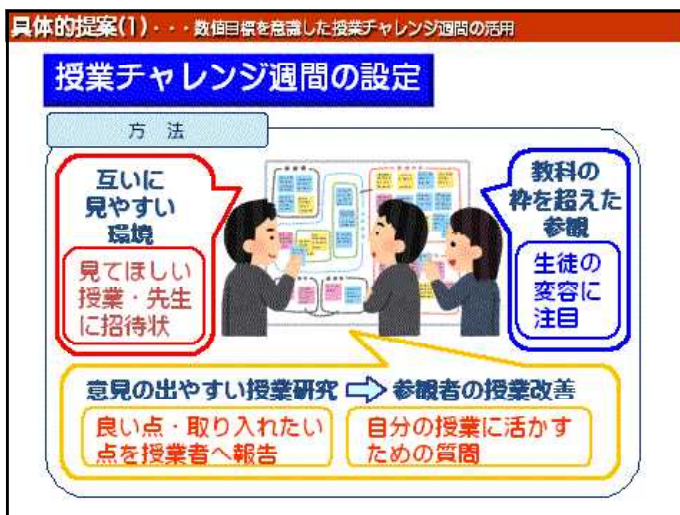 具体的提案(1)・・・数値目標を意識した授業チャレンジ週間の活用
授業チャレンジ週間の設定
方 法
互いに
見やすい
環境
見てほしい
授業・先生
に招待状
教科の
枠を超えた
参観
生徒の
変容に
注目
意見の出やすい授業研究 ⇨ 参観者の授業改善
良い点・取り入れたい
点を授業者へ報告
自分の授業に活かす
ための質問